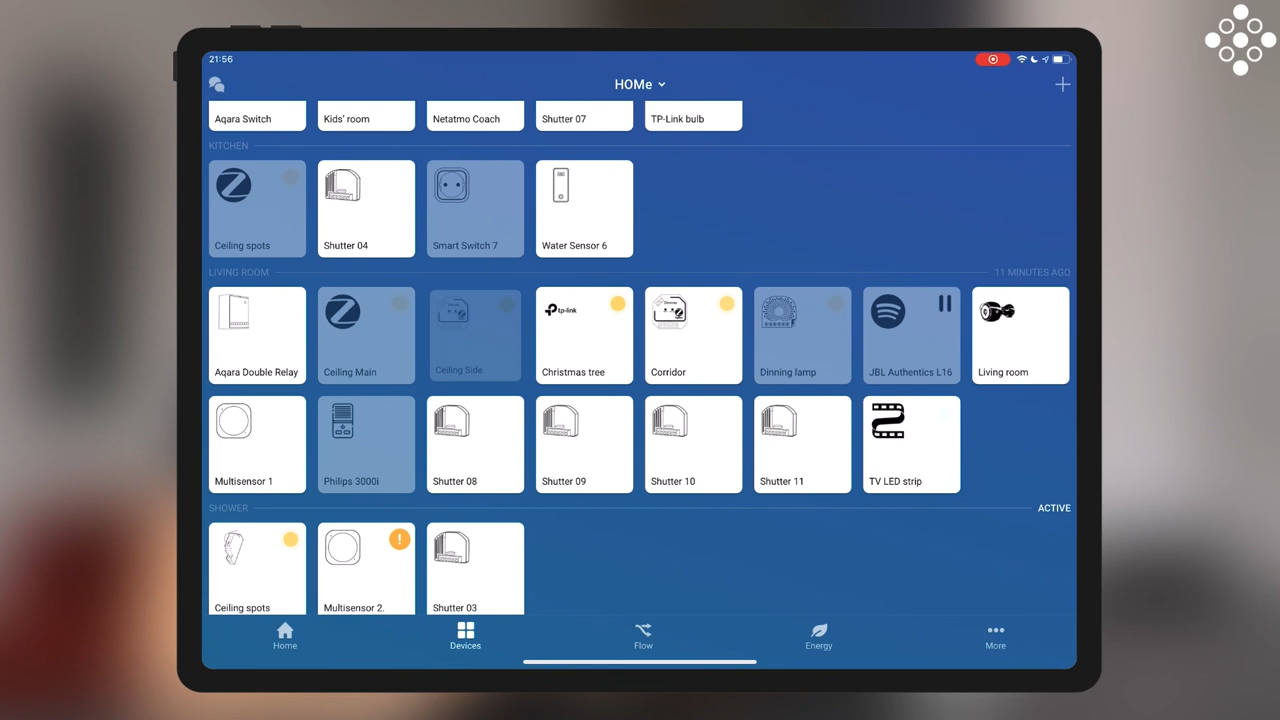 21:56
HOMe
Aqara Switch
Kids' room
Netatmo Coach
Shutter 07
TP-Link bulb
KITCHEN
Ceiling spots
Shutter 04
Smart Switch 7
Water Sensor 6
LIVING ROOM
11 MINUTES AGO
Aqara Double Relay
Ceiling Main
Ceiling Side
tp-link
Christmas tree
Corridor
Dinning lamp
JBL Authentics L16
Living room
Multisensor 1
Philips 3000i
Shutter 08
Shutter 09
Shutter 10
Shutter 11
TV LED strip
SHOWER
ACTIVE
Ceiling spots
Multisensor 2.
Shutter 03
Home
Devices
Flow
Energy
More